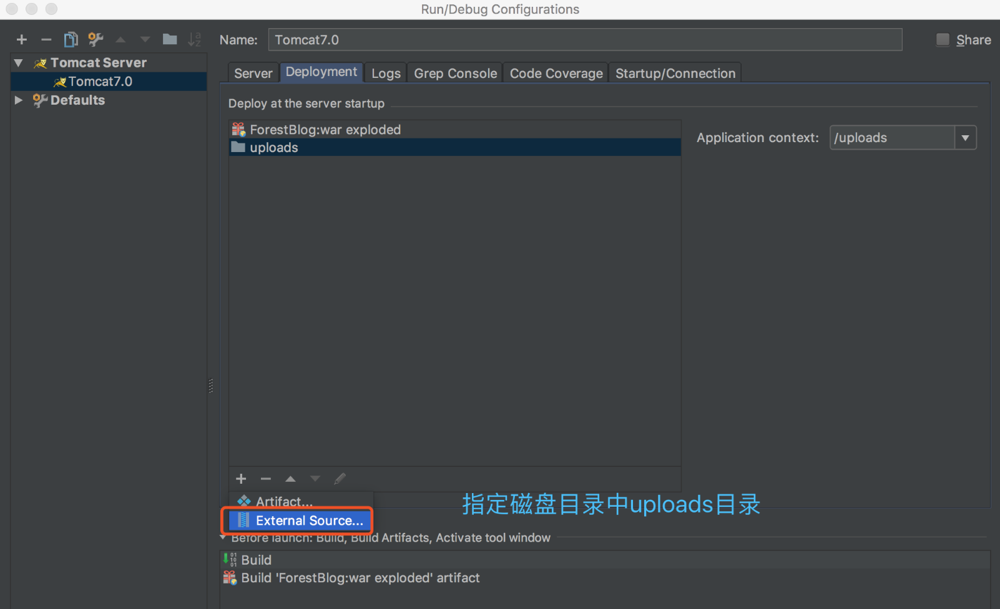 Run/Debug Configurations
Name: Tomcat7.0 Share
Tomcat Server
Tomcat7.0
Defaults
Server Deployment Logs Grep Console Code Coverage Startup/Connection
Deploy at the server startup
ForestBlog:war exploded
uploads
Application context: /uploads
Artifact...
External Source...
指定磁盘目录中uploads目录
Before launch: Build, Build Artifacts, Activate tool window
Build
Build 'ForestBlog:war exploded' artifact